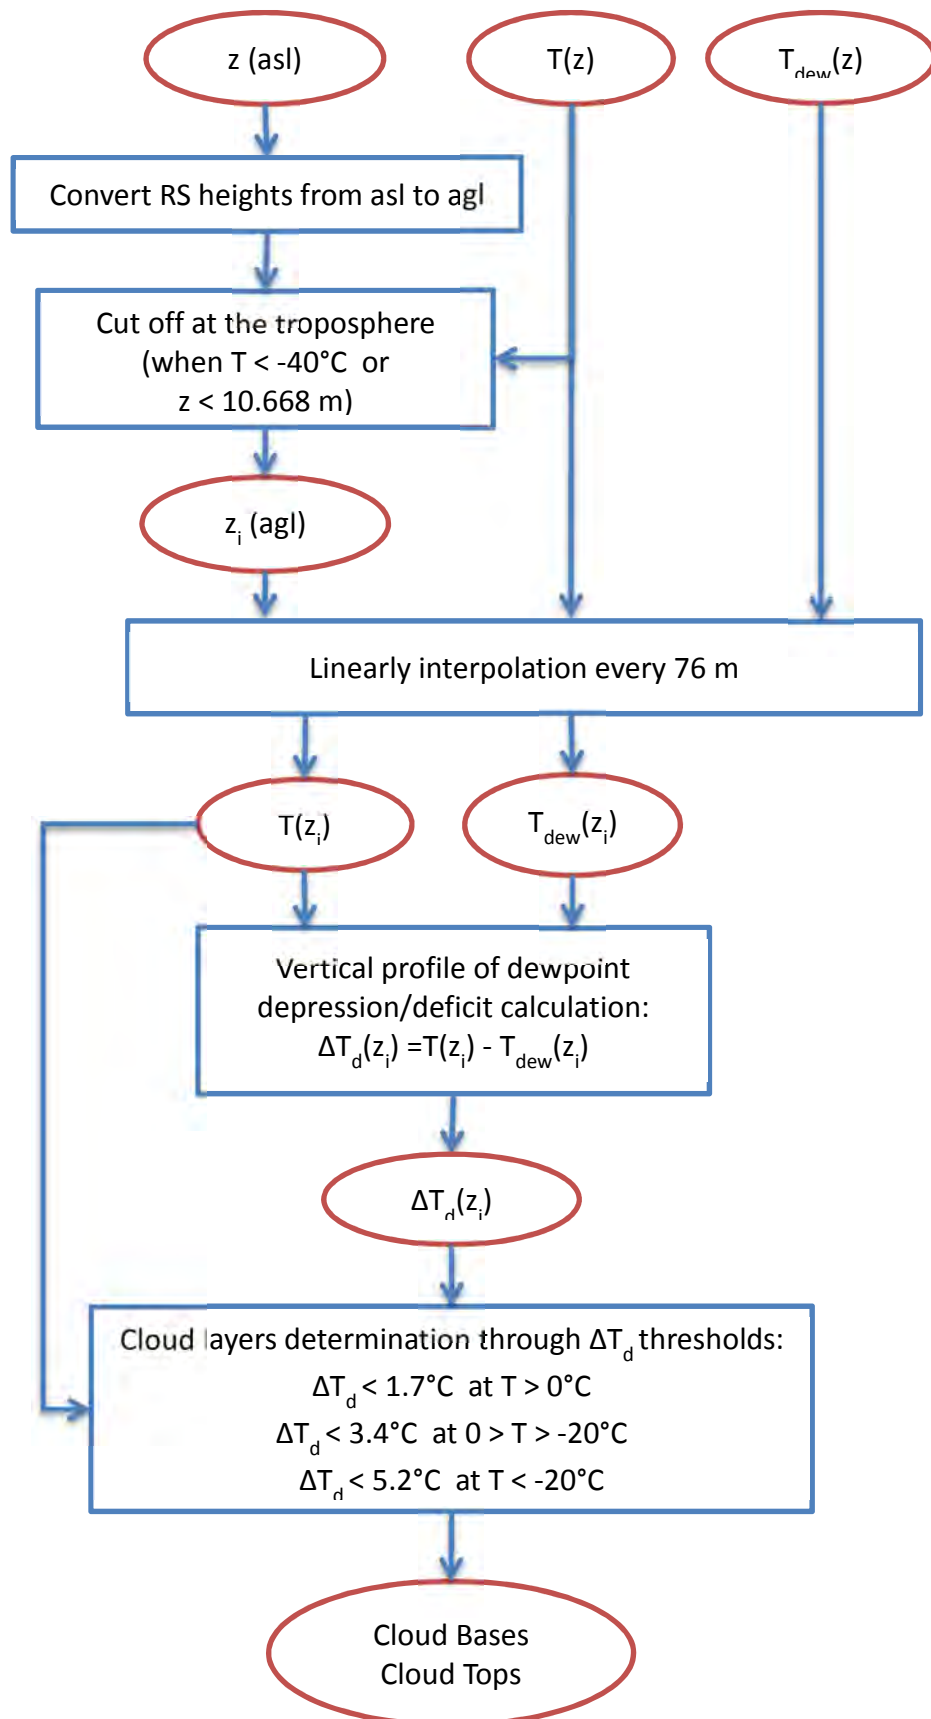 z (asl)
T(z)
T_dew(z)
Convert RS heights from asl to agl
Cut off at the troposphere
(when T < -40°C or
z < 10.668 m)
z_i (agl)
Linearly interpolation every 76 m
T(z_i)
T_dew(z_i)
Vertical profile of dewpoint
depression/deficit calculation:
ΔT_d(z_i) =T(z_i) - T_dew(z_i)
ΔT_d(z_i)
Cloud layers determination through ΔT_d thresholds:
ΔT_d < 1.7°C at T > 0°C
ΔT_d < 3.4°C at 0 > T > -20°C
ΔT_d < 5.2°C at T < -20°C
Cloud Bases
Cloud Tops